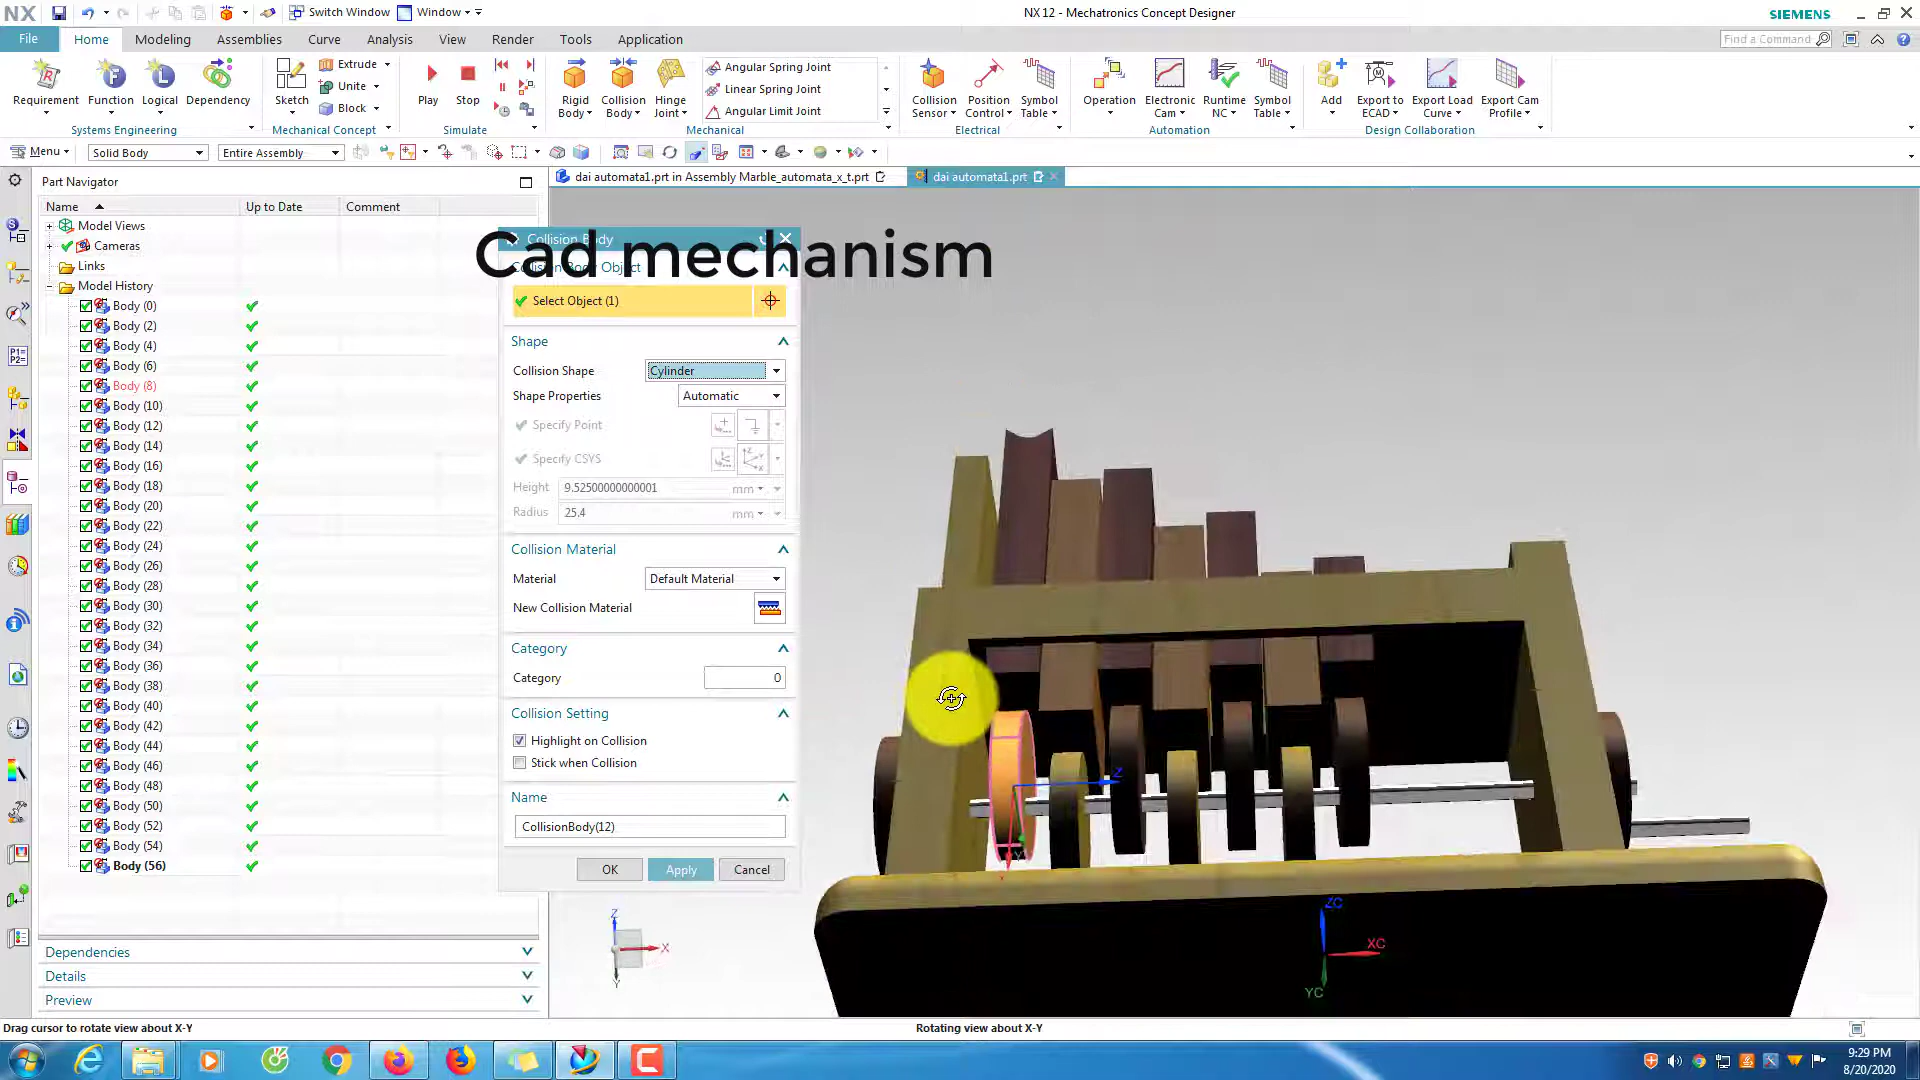 NX
Switch Window
Window
NX 12 - Mechatronics Concept Designer
SIEMENS
File
Home
Modeling
Assemblies
Curve
Analysis
View
Render
Tools
Application
Find a Command
Requirement
Function
Logical
Dependency
Systems Engineering
Sketch
Extrude
Unite
Block
Mechanical Concept
Play
Stop
Simulate
Rigid Body
Collision Body
Hinge Joint
Angular Spring Joint
Linear Spring Joint
Angular Limit Joint
Mechanical
Collision Sensor
Position Control
Symbol Table
Electrical
Operation
Electronic Cam
Runtime NC
Symbol Table
Automation
Add
Export to ECAD
Export Load Curve
Export Cam Profile
Design Collaboration
Menu
Solid Body
Entire Assembly
Part Navigator
dai automata1.prt in Assembly Marble_automata_x_t.prt
dai automata1.prt
Name
Up to Date
Comment
Model Views
Cameras
Links
Model History
Body (0)
Body (2)
Body (4)
Body (6)
Body (8)
Body (10)
Body (12)
Body (14)
Body (16)
Body (18)
Body (20)
Body (22)
Body (24)
Body (26)
Body (28)
Body (30)
Body (32)
Body (34)
Body (36)
Body (38)
Body (40)
Body (42)
Body (44)
Body (46)
Body (48)
Body (50)
Body (52)
Body (54)
Body (56)
Dependencies
Details
Preview
Collision Body
Cad mechanism
Collision Body Object
Select Object (1)
Shape
Collision Shape
Cylinder
Shape Properties
Automatic
Specify Point
Specify CSYS
Height
9.52500000000001
mm
Radius
25.4
mm
Collision Material
Material
Default Material
New Collision Material
Category
Category
0
Collision Setting
Highlight on Collision
Stick when Collision
Name
CollisionBody(12)
OK
Apply
Cancel
Z
X
Y
Z
Y
ZC
XC
YC
Drag cursor to rotate view about X-Y
Rotating view about X-Y
9:29 PM
8/20/2020